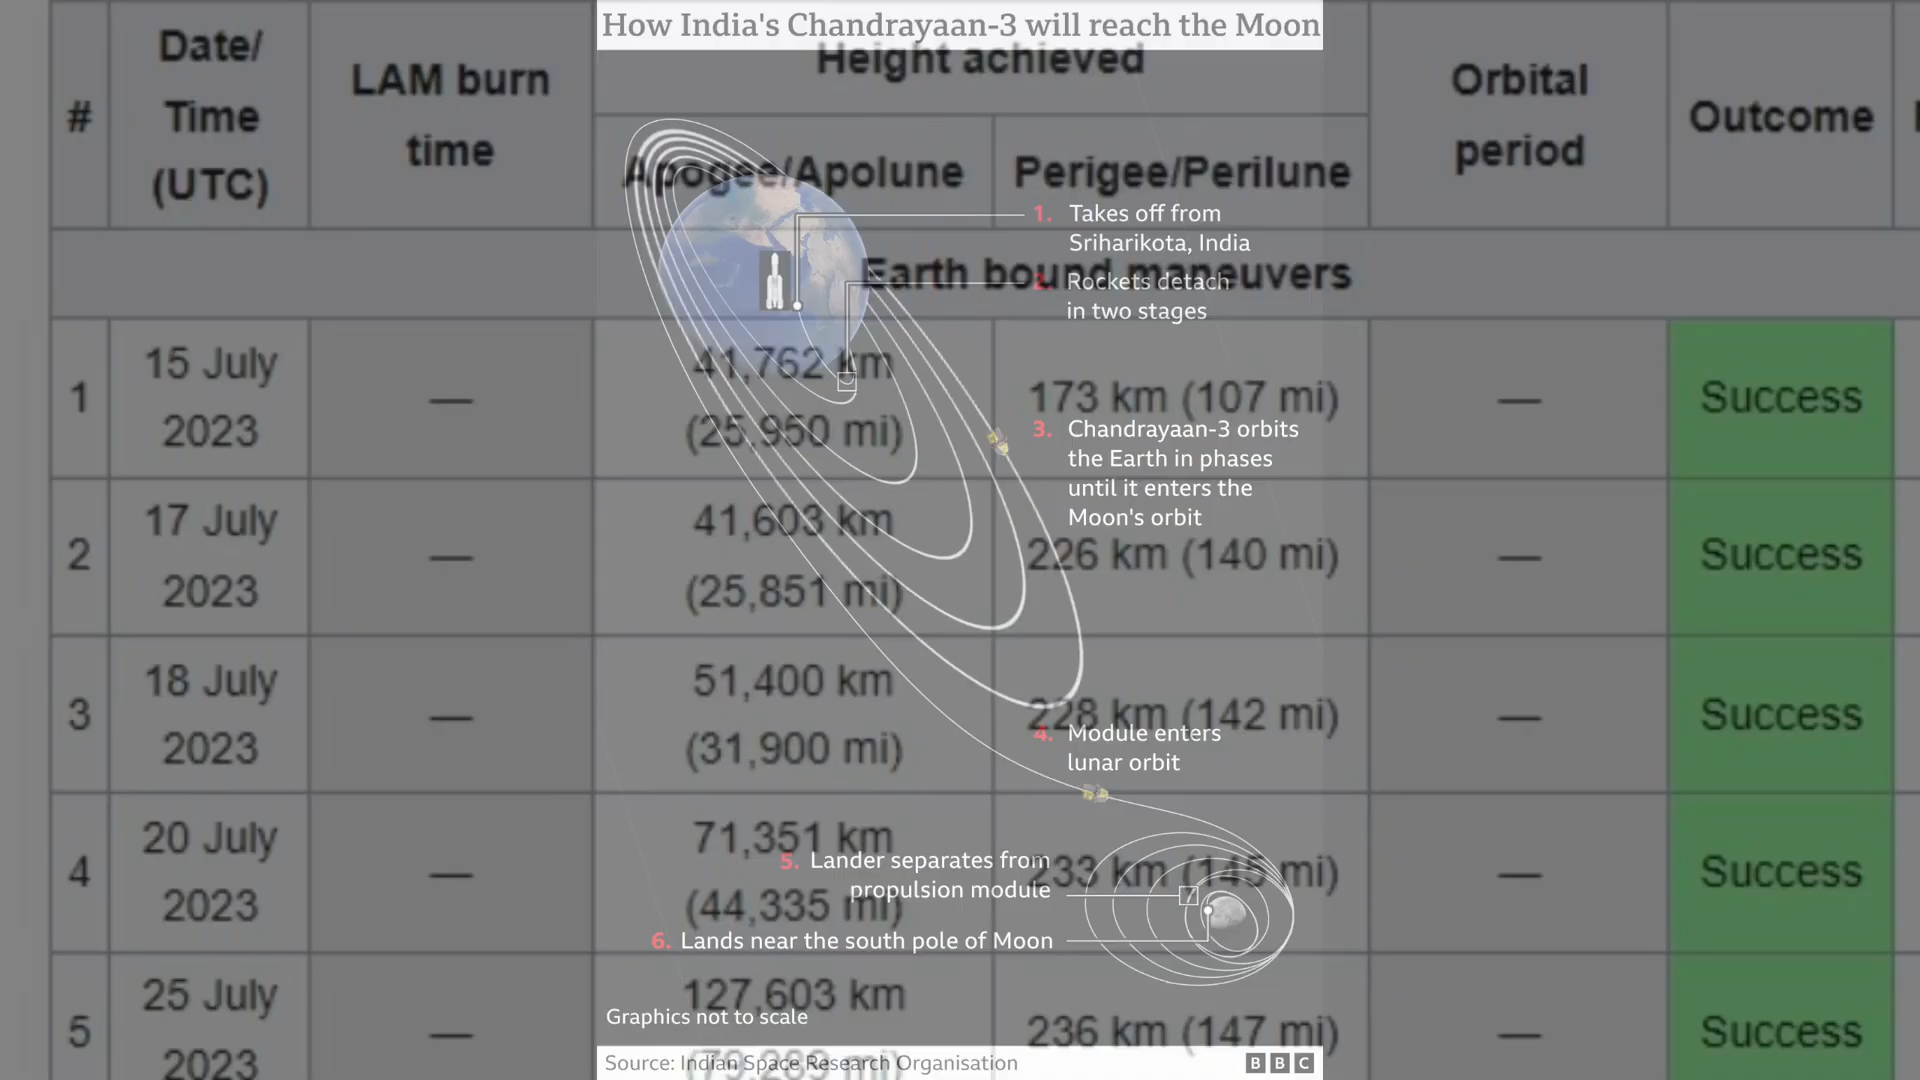 How India's Chandrayaan-3 will reach the Moon
#
Date/
Time
(UTC)
LAM burn
time
Height achieved
Apogee/Apolune
Perigee/Perilune
Orbital
period
Outcome
Earth bound maneuvers
1
15 July
2023
—
41,762 km
(25,950 mi)
173 km (107 mi)
—
Success
2
17 July
2023
—
41,603 km
(25,851 mi)
226 km (140 mi)
—
Success
3
18 July
2023
—
51,400 km
(31,900 mi)
228 km (142 mi)
—
Success
4
20 July
2023
—
71,351 km
(44,335 mi)
233 km (145 mi)
—
Success
5
25 July
2023
—
127,603 km
(79,289 mi)
236 km (147 mi)
—
Success
1. Takes off from
Sriharikota, India
2. Rockets detach
in two stages
3. Chandrayaan-3 orbits
the Earth in phases
until it enters the
Moon's orbit
4. Module enters
lunar orbit
5. Lander separates from
propulsion module
6. Lands near the south pole of Moon
Graphics not to scale
Source: Indian Space Research Organisation
BBC